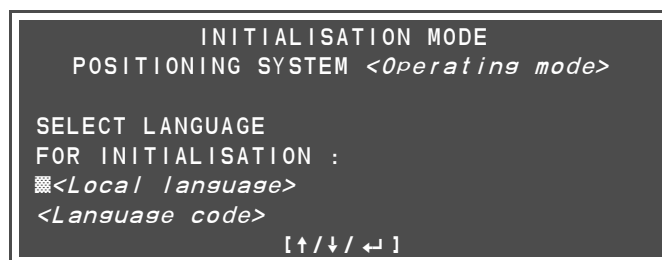 INITIALISATION MODE
POSITIONING SYSTEM <Operating mode>
SELECT LANGUAGE
FOR INITIALISATION :
▒<Local language>
<Language code>
[↑/↓/↵]